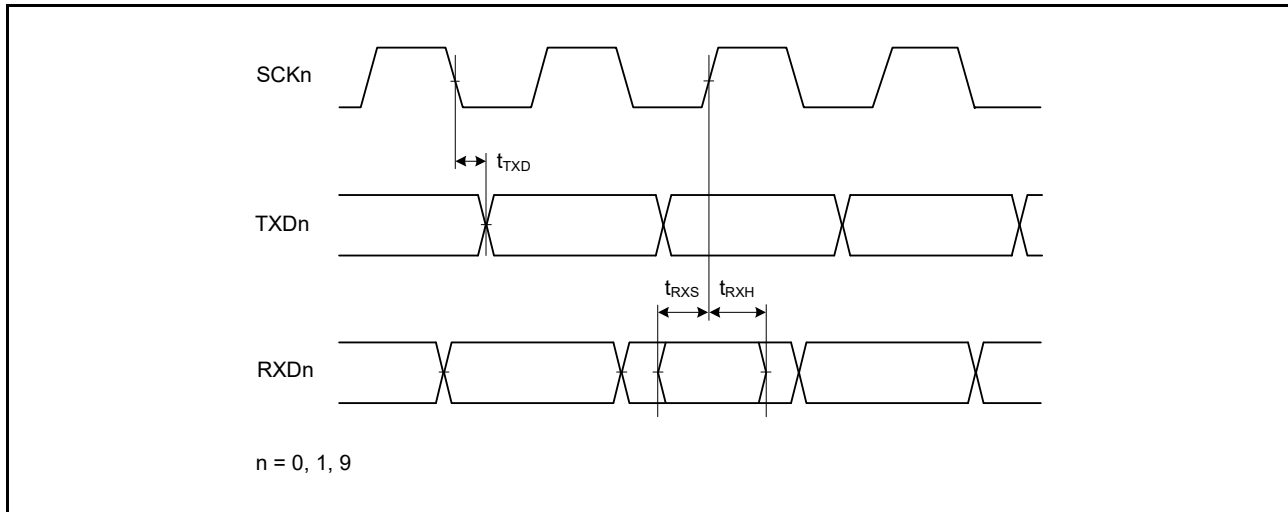 SCKn
tTXD
TXDn
tRXS tRXH
RXDn
n = 0, 1, 9